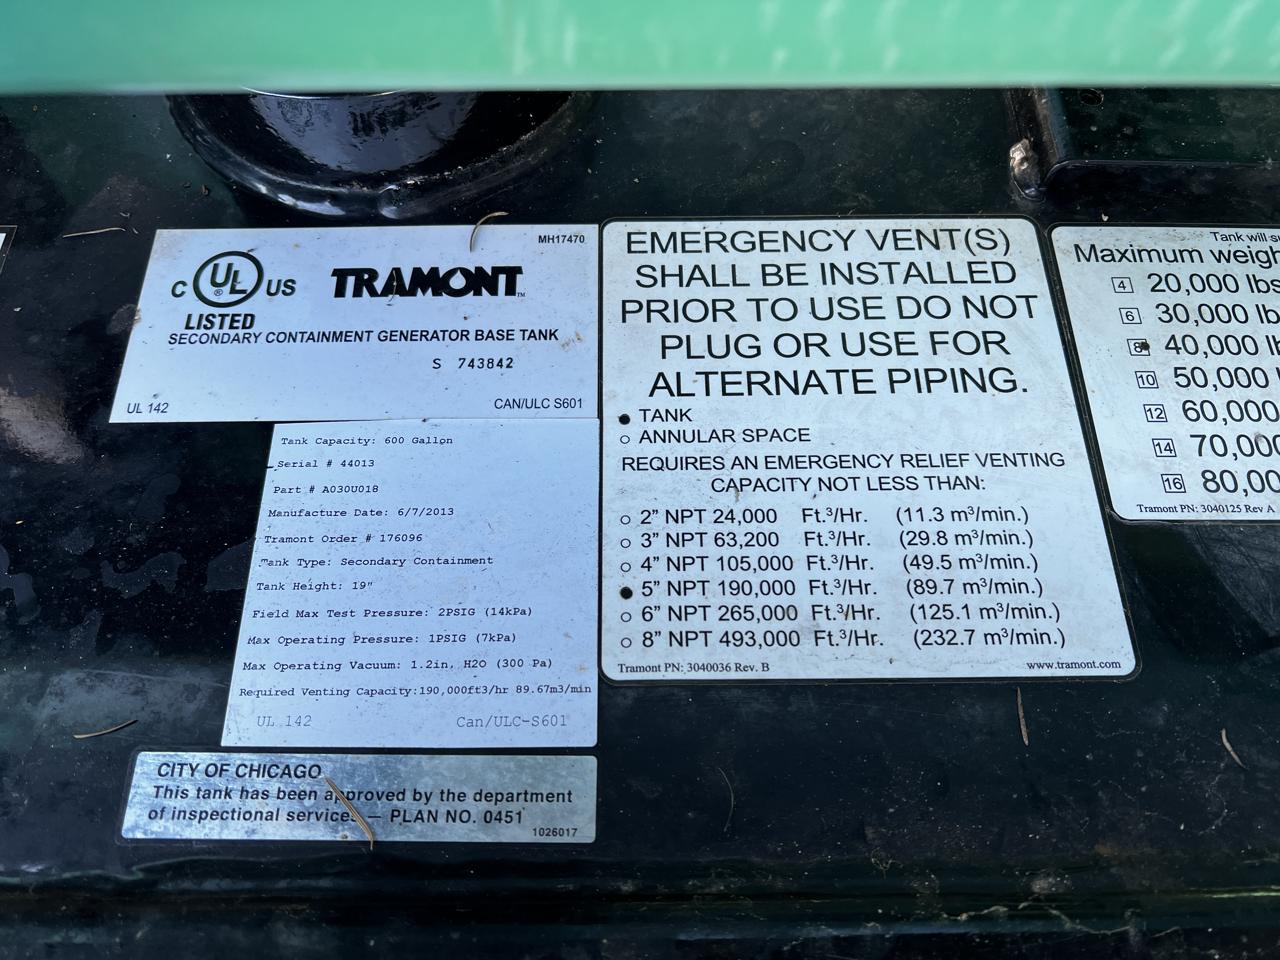 MH17470
C UL ® US
LISTED
TRAMONT™
SECONDARY CONTAINMENT GENERATOR BASE TANK
S 743842
UL 142
CAN/ULC S601
Tank Capacity: 600 Gallon
Serial # 44013
Part # A030U018
Manufacture Date: 6/7/2013
Tramont Order # 176096
Tank Type: Secondary Containment
Tank Height: 19"
Field Max Test Pressure: 2PSIG (14kPa)
Max Operating Pressure: 1PSIG (7kPa)
Max Operating Vacuum: 1.2in. H2O (300 Pa)
Required Venting Capacity:190,000ft3/hr 89.67m3/min
UL 142 Can/ULC-S601
CITY OF CHICAGO
This tank has been approved by the department
of inspectional services — PLAN NO. 0451
1026017
EMERGENCY VENT(S)
SHALL BE INSTALLED
PRIOR TO USE DO NOT
PLUG OR USE FOR
ALTERNATE PIPING.
TANK
ANNULAR SPACE
REQUIRES AN EMERGENCY RELIEF VENTING
CAPACITY NOT LESS THAN:
2" NPT 24,000 Ft.³/Hr. (11.3 m³/min.)
3" NPT 63,200 Ft.³/Hr. (29.8 m³/min.)
4" NPT 105,000 Ft.³/Hr. (49.5 m³/min.)
5" NPT 190,000 Ft.³/Hr. (89.7 m³/min.)
6" NPT 265,000 Ft.³/Hr. (125.1 m³/min.)
8" NPT 493,000 Ft.³/Hr. (232.7 m³/min.)
Tramont PN: 3040036 Rev. B www.tramont.com
Tank will su
Maximum weigh
4 20,000 lbs
6 30,000 lb
8 40,000 lb
10 50,000 l
12 60,000
14 70,000
16 80,00
Tramont PN: 3040125 Rev A